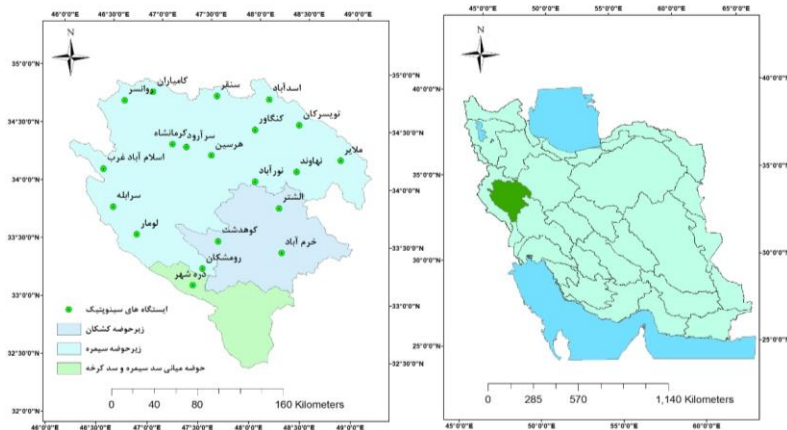 46°0'0"E 46°30'0"E 47°0'0"E 47°30'0"E 48°0'0"E 48°30'0"E 49°0'0"E
N
35°0'0"N
34°30'0"N
34°0'0"N
33°30'0"N
33°0'0"N
32°30'0"N
32°0'0"N
35°0'0"N
34°30'0"N
34°0'0"N
33°30'0"N
33°0'0"N
32°30'0"N
روانسر
کامیاران
سنقر
اسدآباد
تویسرکان
کنگاور
کرمانشاه
سرآرود
هرسین
اسلام آباد غرب
ملایر
نهاوند
نورآباد
سرابله
الشتر
لومار
کوهدشت
خرم آباد
رومشکان
دره شهر
ایستگاه های سینوپتیک
زیرحوضه کشکان
زیرحوضه سیمره
حوضه میانی سد سیمره و سد کرخه
0 40 80 160 Kilometers
46°0'0"E 46°30'0"E 47°0'0"E 47°30'0"E 48°0'0"E 48°30'0"E 49°0'0"E
45°0'0"E 50°0'0"E 55°0'0"E 60°0'0"E 65°0'0"E
N
40°0'0"N
35°0'0"N
30°0'0"N
25°0'0"N
40°0'0"N
35°0'0"N
30°0'0"N
25°0'0"N
0 285 570 1,140 Kilometers
45°0'0"E 50°0'0"E 55°0'0"E 60°0'0"E